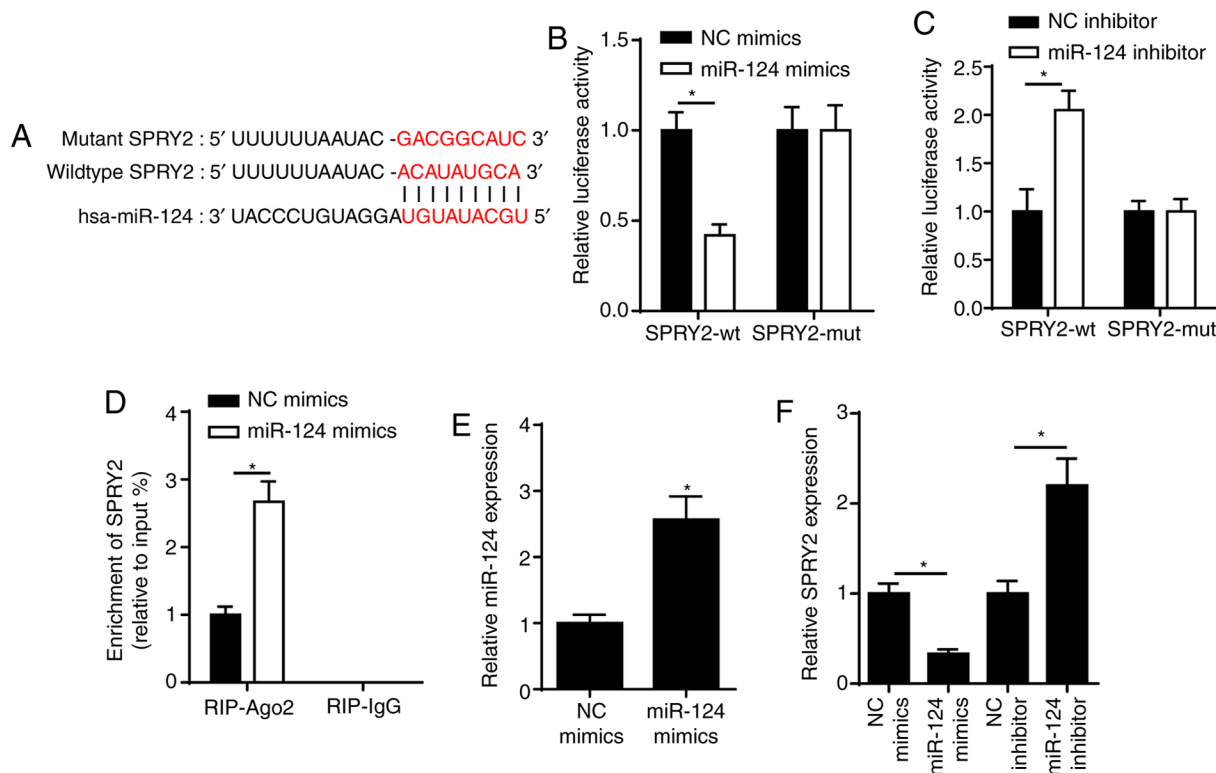 A
Mutant SPRY2 : 5′ UUUUUUAAUAC -GACGGCAUC 3′
Wildtype SPRY2 : 5′ UUUUUUAAUAC -ACAUAUGCA 3′
hsa-miR-124 : 3′ UACCCUGUAGGAUGUAUACGU 5′
B
NC mimics
miR-124 mimics
Relative luciferase activity
1.5
1.0
0.5
0.0
*
SPRY2-wt SPRY2-mut
C
NC inhibitor
miR-124 inhibitor
Relative luciferase activity
2.5
2.0
1.5
1.0
0.5
0.0
*
SPRY2-wt SPRY2-mut
D
NC mimics
miR-124 mimics
Enrichment of SPRY2
(relative to input %)
4
3
2
1
0
*
RIP-Ago2 RIP-IgG
E
Relative miR-124 expression
4
3
2
1
0
*
NC
mimics
miR-124
mimics
F
Relative SPRY2 expression
3
2
1
0
*
*
NC
mimics
miR-124
mimics
NC
inhibitor
miR-124
inhibitor